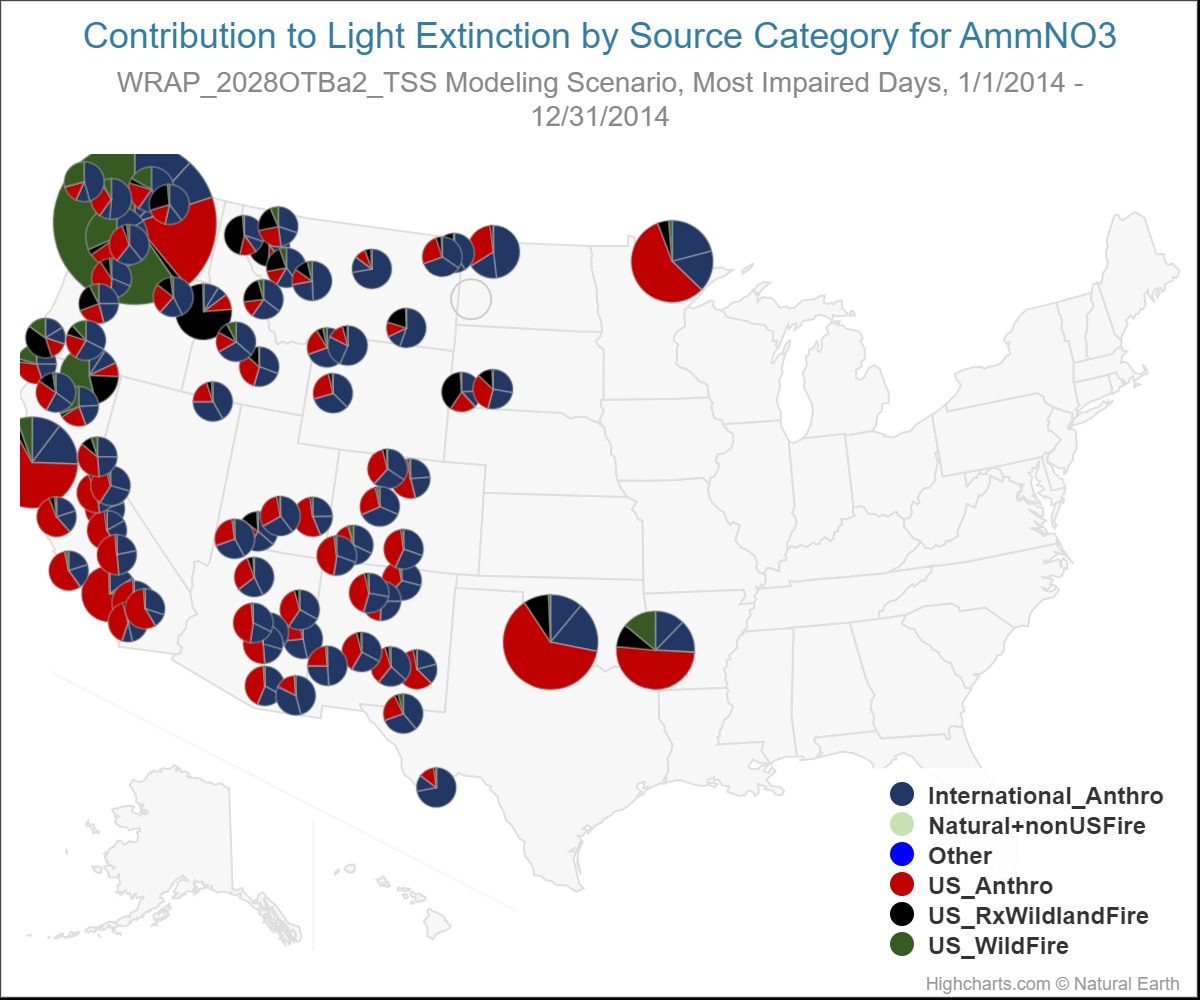 Contribution to Light Extinction by Source Category for AmmNO3
WRAP_2028OTBa2_TSS Modeling Scenario, Most Impaired Days, 1/1/2014 -
12/31/2014
International_Anthro
Natural+nonUSFire
Other
US_Anthro
US_RxWildlandFire
US_WildFire
Highcharts.com © Natural Earth